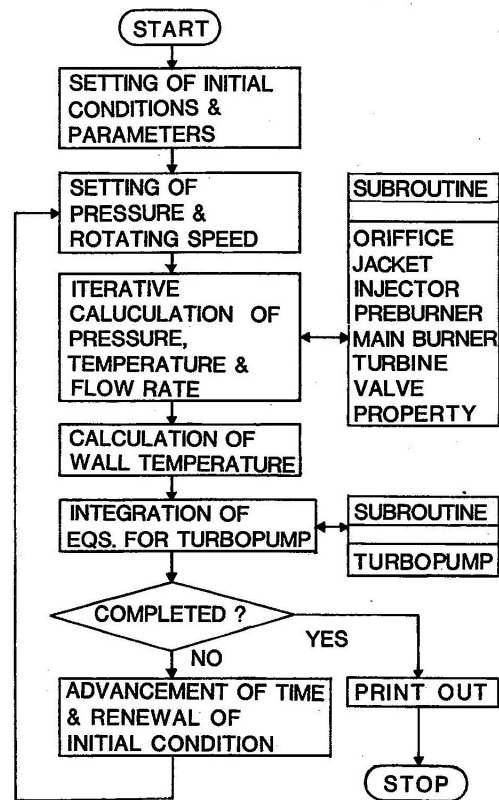 START
SETTING OF INITIAL
CONDITIONS &
PARAMETERS
SETTING OF
PRESSURE &
ROTATING SPEED
ITERATIVE
CALUCULATION OF
PRESSURE,
TEMPERATURE &
FLOW RATE
SUBROUTINE
ORIFFICE
JACKET
INJECTOR
PREBURNER
MAIN BURNER
TURBINE
VALVE
PROPERTY
CALCULATION OF
WALL TEMPERATURE
INTEGRATION OF
EQS. FOR TURBOPUMP
SUBROUTINE
TURBOPUMP
COMPLETED ?
YES
NO
ADVANCEMENT OF TIME
& RENEWAL OF
INITIAL CONDITION
PRINT OUT
STOP